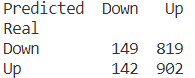 Predicted  Down   Up
Real
Down        149  819
Up          142  902